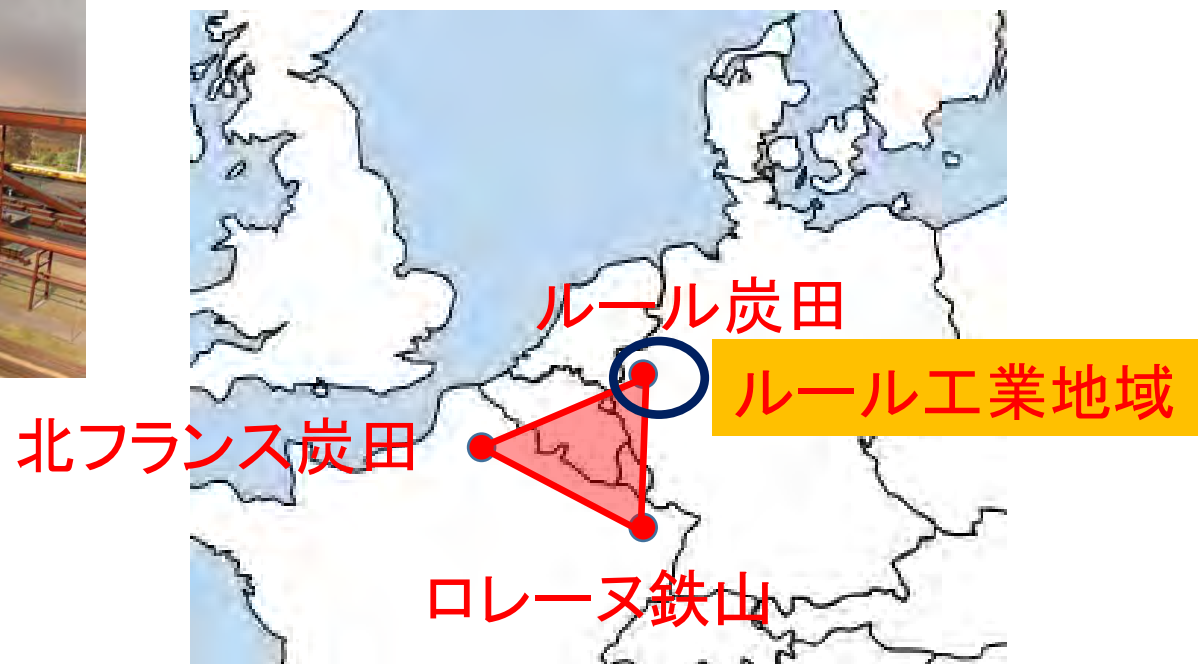 ルール炭田
ルール工業地域
北フランス炭田
ロレーヌ鉄山